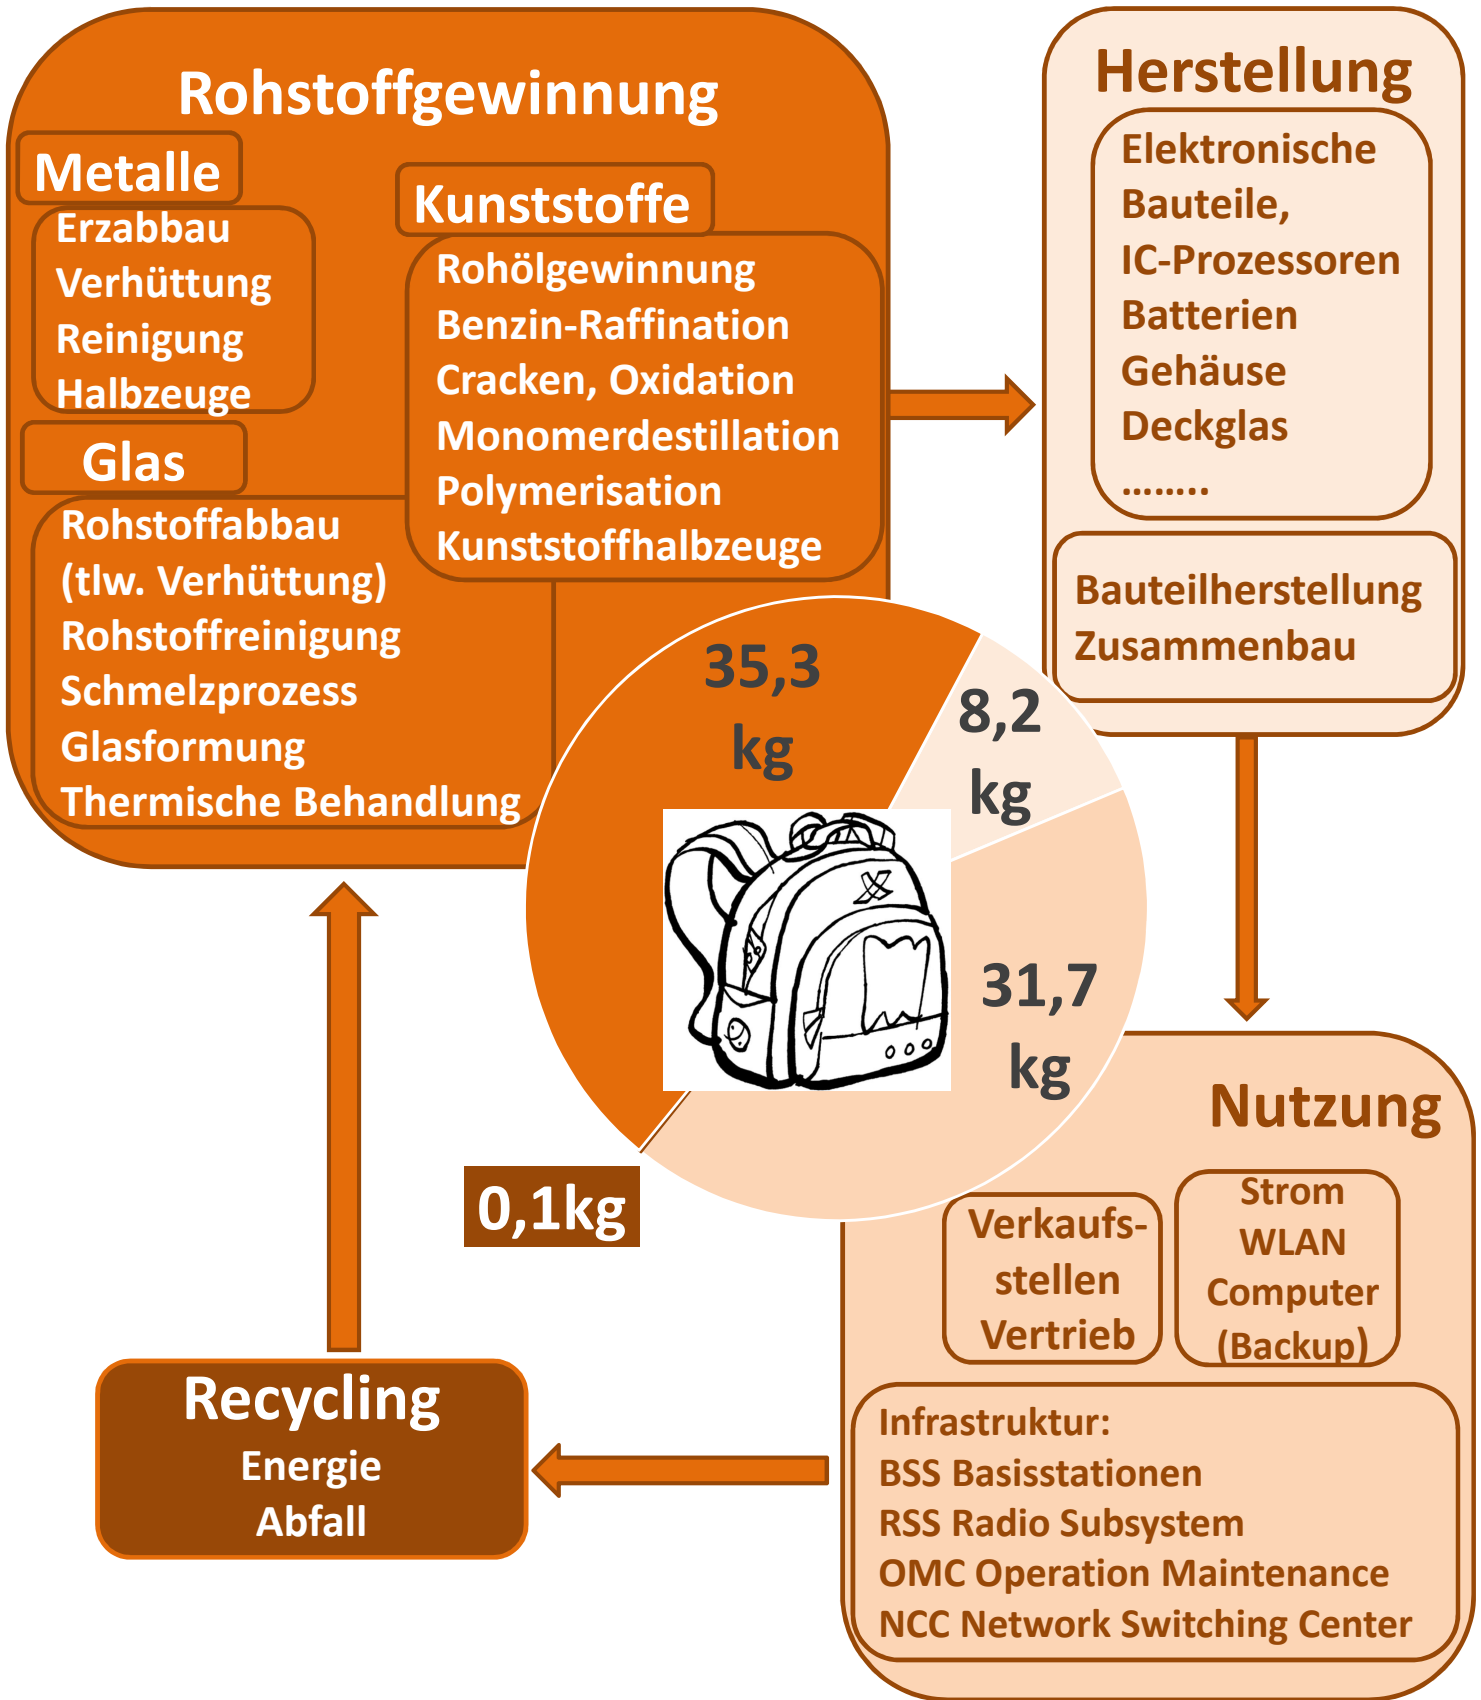 Rohstoffgewinnung
Metalle
Erzabbau
Verhüttung
Reinigung
Halbzeuge
Kunststoffe
Rohölgewinnung
Benzin-Raffination
Cracken, Oxidation
Monomerdestillation
Polymerisation
Kunststoffhalbzeuge
Glas
Rohstoffabbau
(tlw. Verhüttung)
Rohstoffreinigung
Schmelzprozess
Glasformung
Thermische Behandlung
Herstellung
Elektronische
Bauteile,
IC-Prozessoren
Batterien
Gehäuse
Deckglas
........
Bauteilherstellung
Zusammenbau
35,3
kg
8,2
kg
31,7
kg
0,1kg
Nutzung
Verkaufs-
stellen
Vertrieb
Strom
WLAN
Computer
(Backup)
Infrastruktur:
BSS Basisstationen
RSS Radio Subsystem
OMC Operation Maintenance
NCC Network Switching Center
Recycling
Energie
Abfall